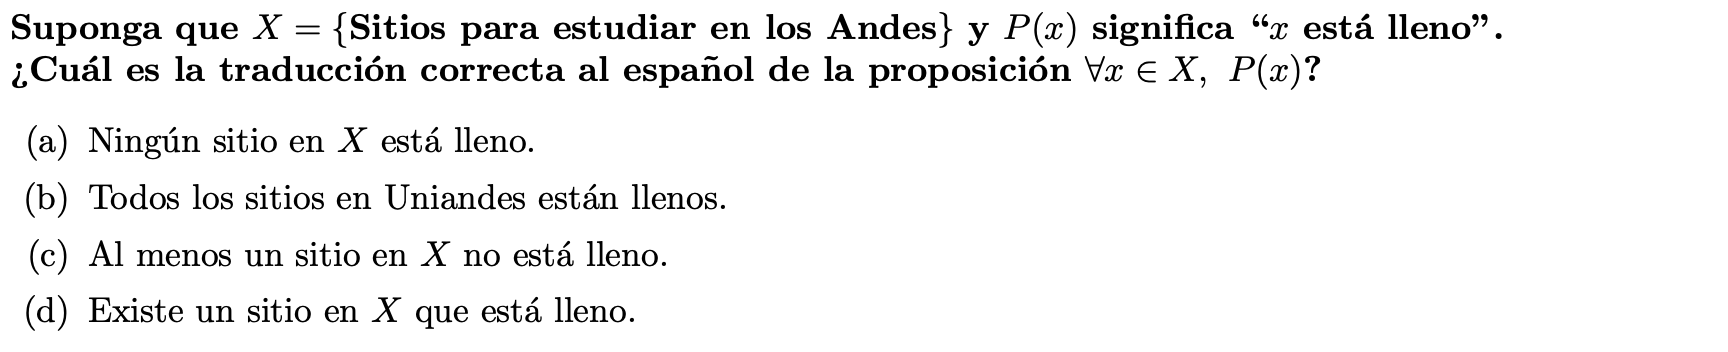 Suponga que X = {Sitios para estudiar en los Andes} y P(x) significa “x está lleno”.
¿Cuál es la traducción correcta al español de la proposición ∀x ∈ X, P(x)?
(a) Ningún sitio en X está lleno.
(b) Todos los sitios en Uniandes están llenos.
(c) Al menos un sitio en X no está lleno.
(d) Existe un sitio en X que está lleno.